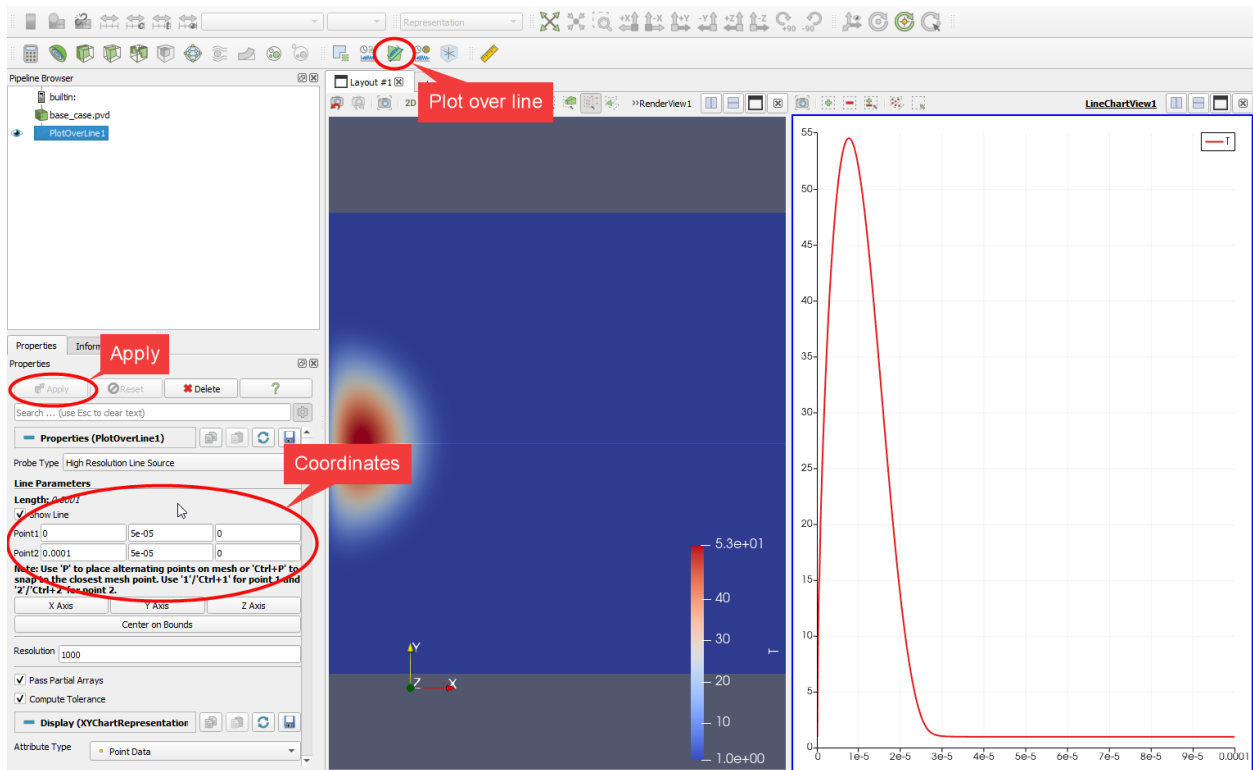 Representation
+X
-X
+Y
-Y
+Z
-Z
+90
-90
Plot over line
Pipeline Browser
builtin:
base_case.pvd
PlotOverLine1
Layout #1
2D
»RenderView1
LineChartView1
Properties
Inform
Apply
Properties
Apply
Reset
Delete
?
Search ... (use Esc to clear text)
Properties (PlotOverLine1)
Probe Type
High Resolution Line Source
Coordinates
Line Parameters
Length: 0.0001
Show Line
Point1
0
5e-05
0
Point2
0.0001
5e-05
0
Note: Use 'P' to place alternating points on mesh or 'Ctrl+P' to
snap to the closest mesh point. Use '1'/'Ctrl+1' for point 1 and
'2'/'Ctrl+2' for point 2.
X Axis
Y Axis
Z Axis
Center on Bounds
Resolution
1000
Pass Partial Arrays
Compute Tolerance
Display (XYChartRepresentation
Attribute Type
Point Data
Y
Z
X
5.3e+01
40
30
20
10
1.0e+00
T
T
55
50
45
40
35
30
25
20
15
10
5
0
0
1e-5
2e-5
3e-5
4e-5
5e-5
6e-5
7e-5
8e-5
9e-5
0.0001